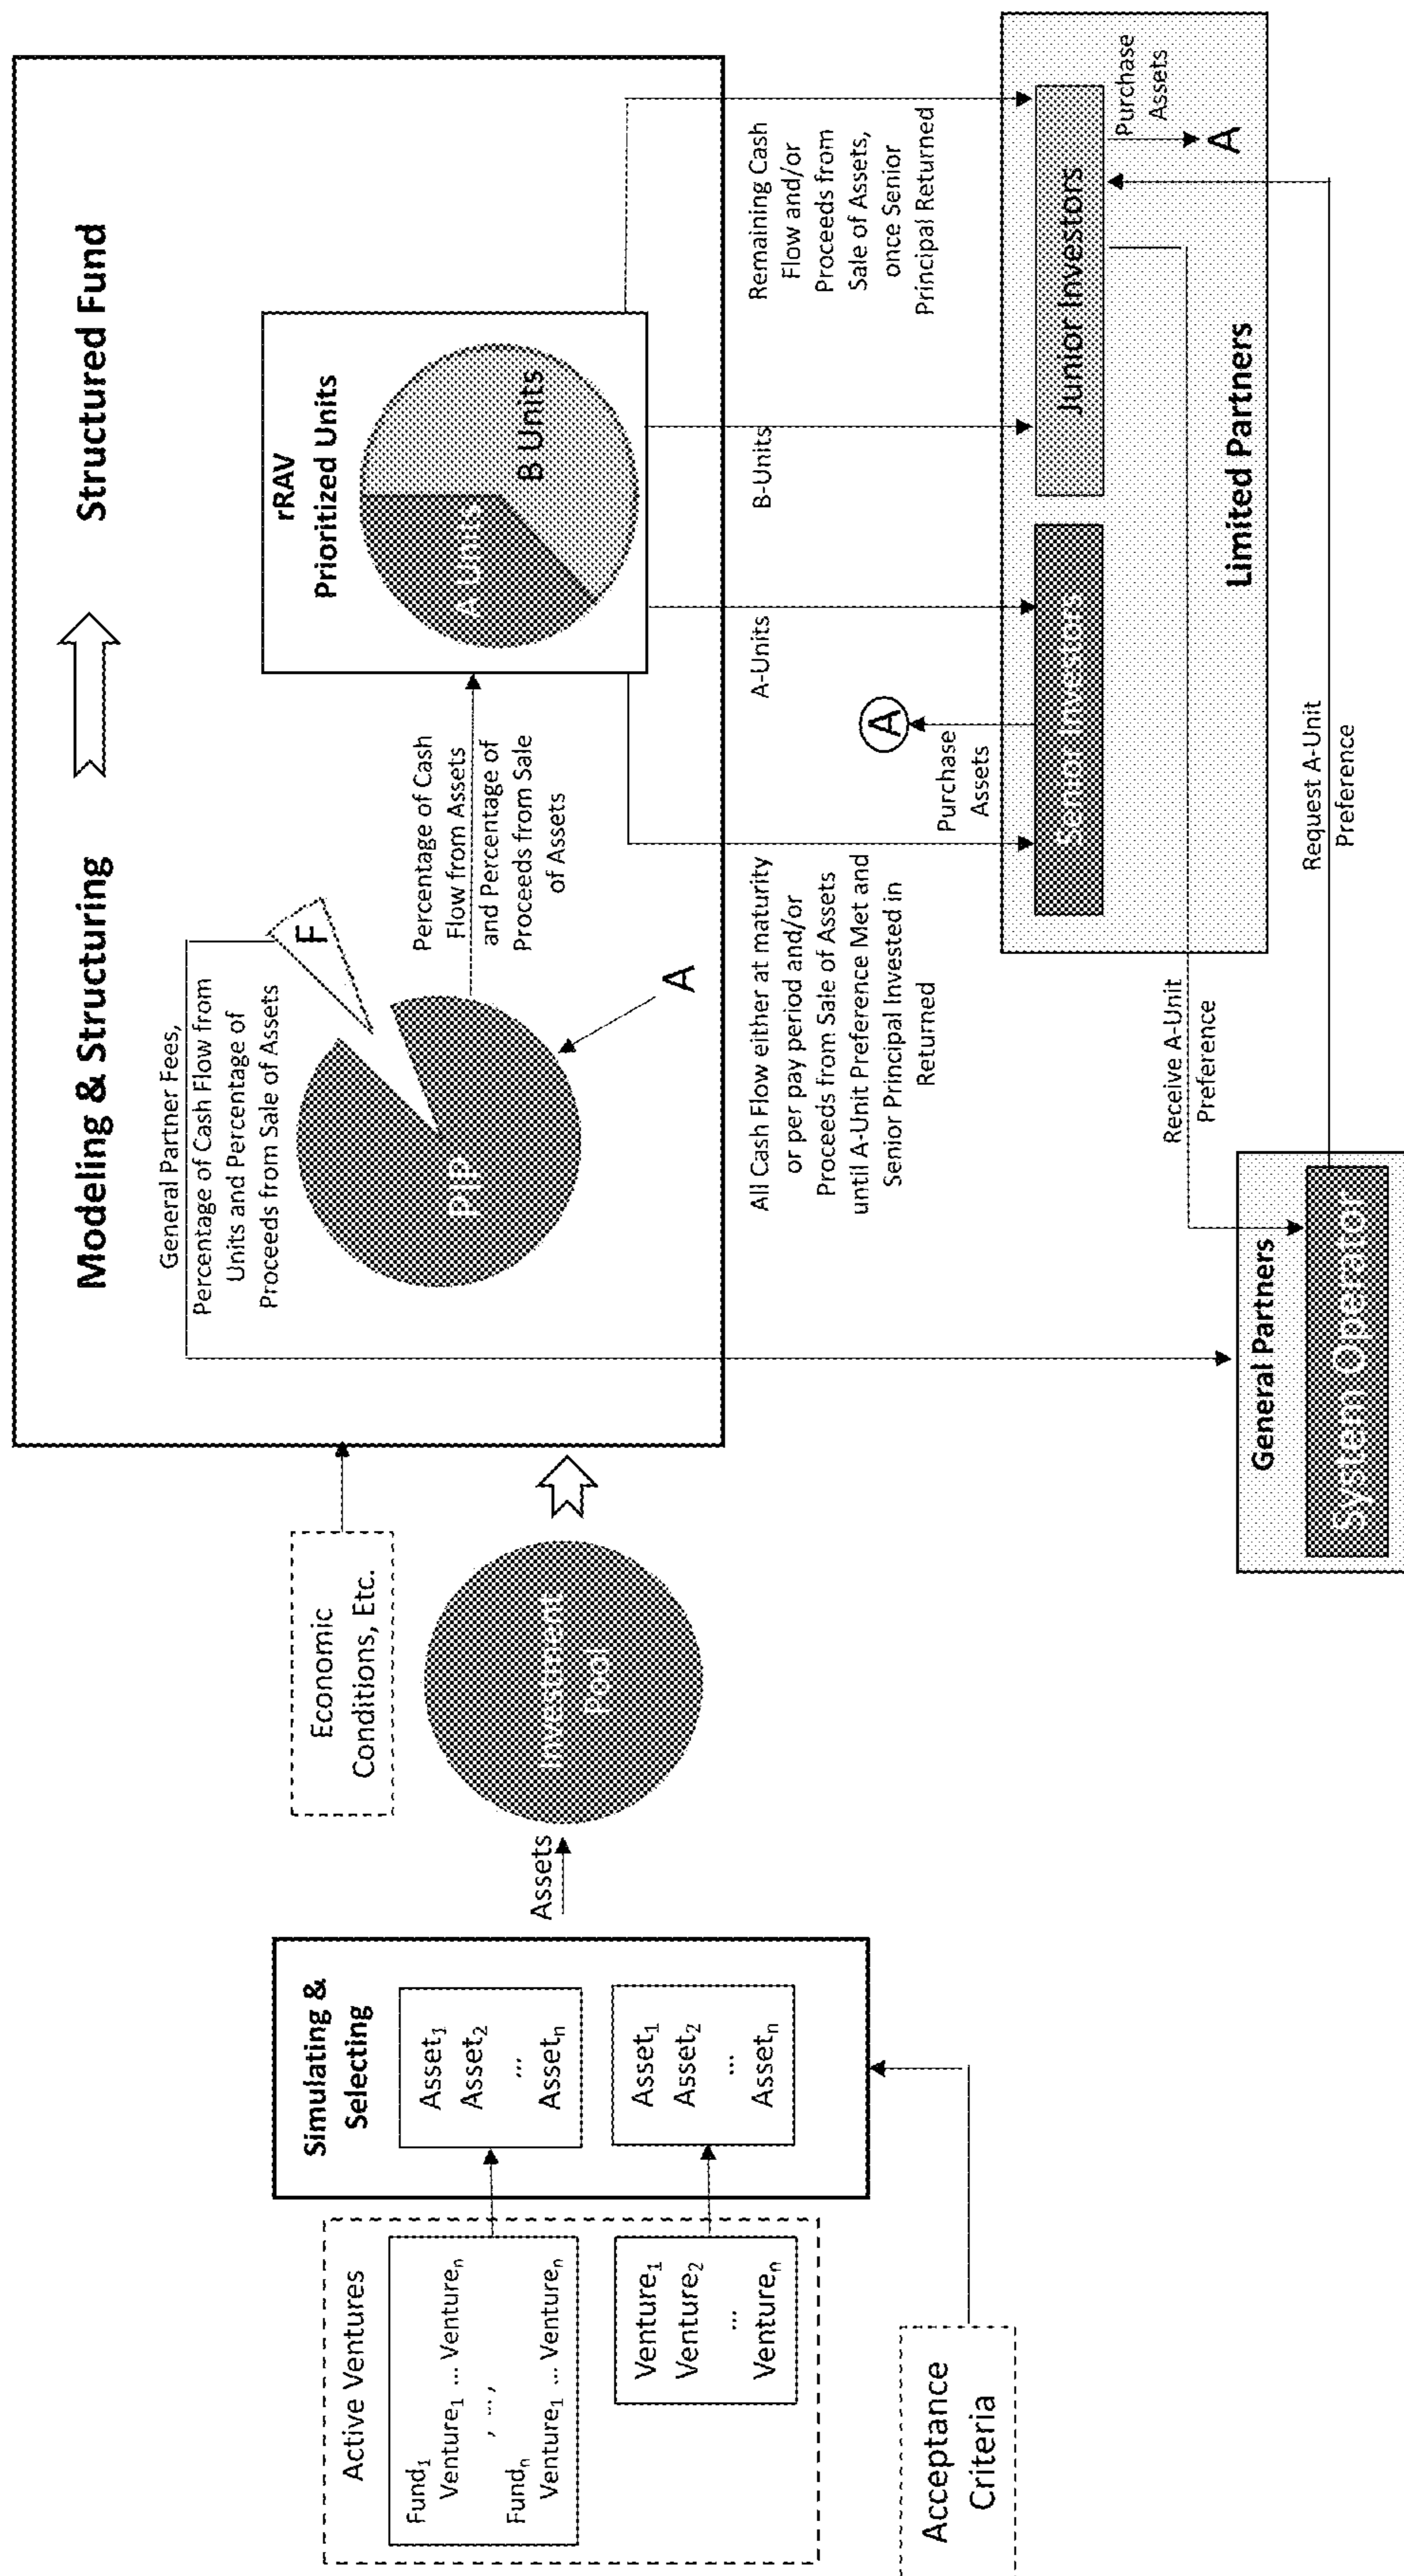 Active Ventures
Fund₁
Venture₁ ... Venture_n
, ... ,
Fund_n
Venture₁ ... Venture_n
Venture₁
Venture₂
...
Venture_n
Acceptance
Criteria
Simulating &
Selecting
Asset₁
Asset₂
...
Asset_n
Asset₁
Asset₂
...
Asset_n
Assets
Investment
Pool
Economic
Conditions, Etc.
Modeling & Structuring
Structured Fund
General Partner Fees,
Percentage of Cash Flow from
Units and Percentage of
Proceeds from Sale of Assets
F
PIP
A
Percentage of Cash
Flow from Assets
and Percentage of
Proceeds from Sale
of Assets
rRAV
Prioritized Units
A Units
B Units
All Cash Flow either at maturity
or per pay period and/or
Proceeds from Sale of Assets
until A-Unit Preference Met and
Senior Principal Invested in
Returned
Purchase
Assets
A
A-Units
B-Units
Remaining Cash
Flow and/or
Proceeds from
Sale of Assets,
once Senior
Principal Returned
Senior Investors
Junior Investors
Purchase
Assets
A
Limited Partners
Receive A-Unit
Preference
Request A-Unit
Preference
General Partners
System Operator